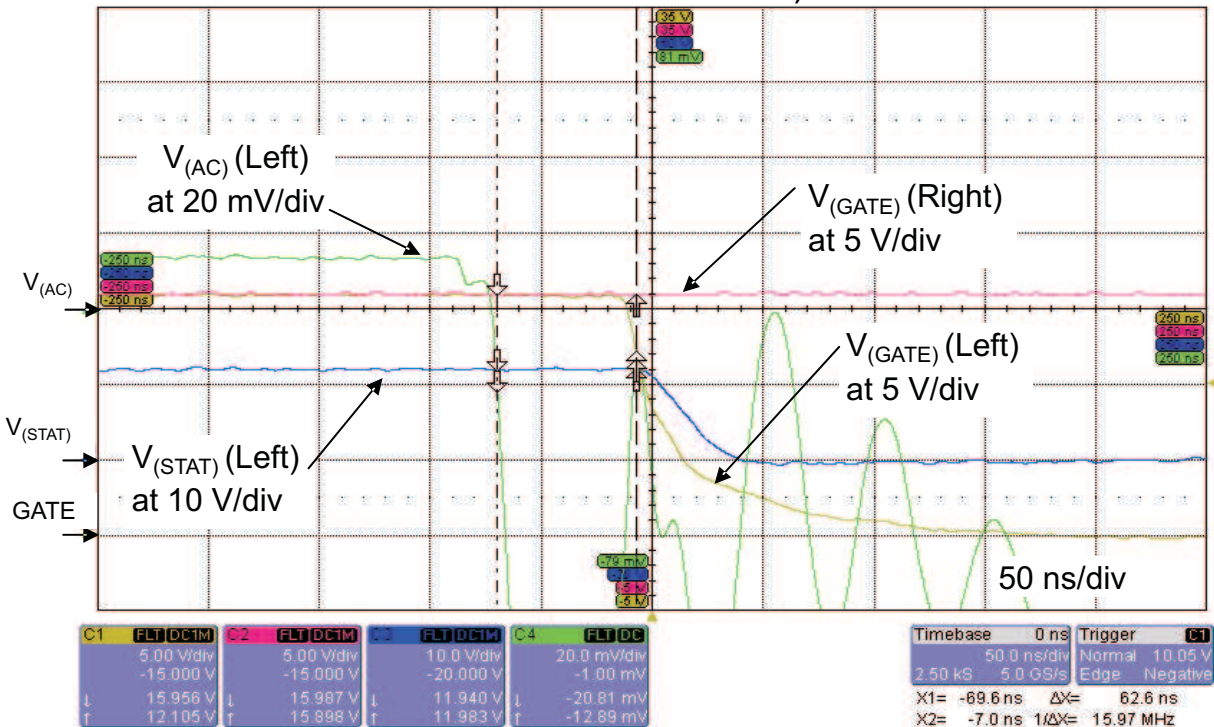 35 V
35 V
81 mV
V(AC) (Left)
at 20 mV/div
V(GATE) (Right)
at 5 V/div
-250 ns
-250 ns
-250 ns
-250 ns
V(AC)
250 ns
250 ns
250 ns
250 ns
V(GATE) (Left)
at 5 V/div
V(STAT)
V(STAT) (Left)
at 10 V/div
GATE
-79 mV
-5 V
-5 V
50 ns/div
C1 FLT DC1M
5.00 V/div
-15.000 V
↓ 15.956 V
↑ 12.105 V
C2 FLT DC1M
5.00 V/div
-15.000 V
15.987 V
15.898 V
C3 FLT DC1M
10.0 V/div
-20.000 V
11.940 V
11.983 V
C4 FLT DC
20.0 mV/div
-1.00 mV
-20.81 mV
-12.89 mV
Timebase 0 ns
50.0 ns/div
2.50 kS 5.0 GS/s
Trigger C1
Normal 10.05 V
Edge Negative
X1= -69.6 ns ΔX= 62.6 ns
X2= -7.0 ns 1/ΔX= 15.97 MHz